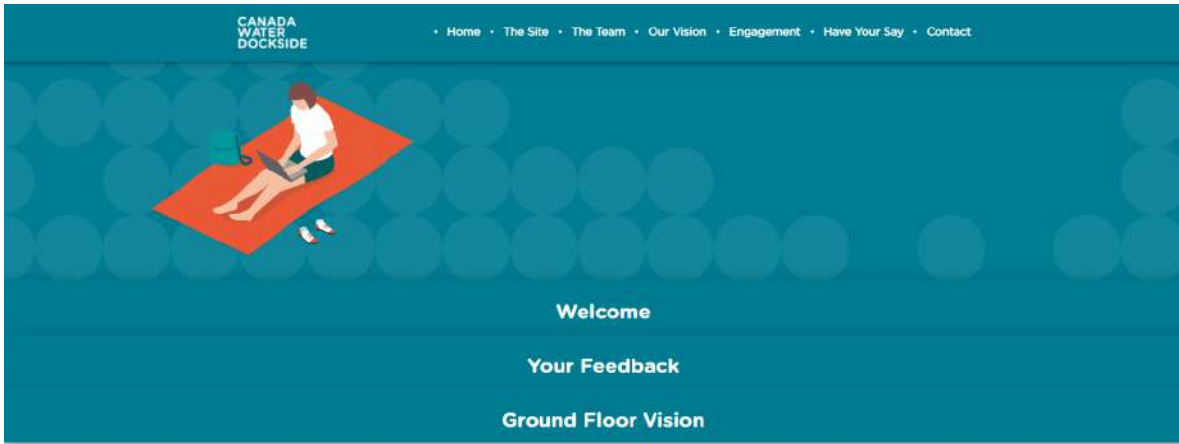 CANADA
WATER
DOCKSIDE
• Home • The Site • The Team • Our Vision • Engagement • Have Your Say • Contact
Welcome
Your Feedback
Ground Floor Vision